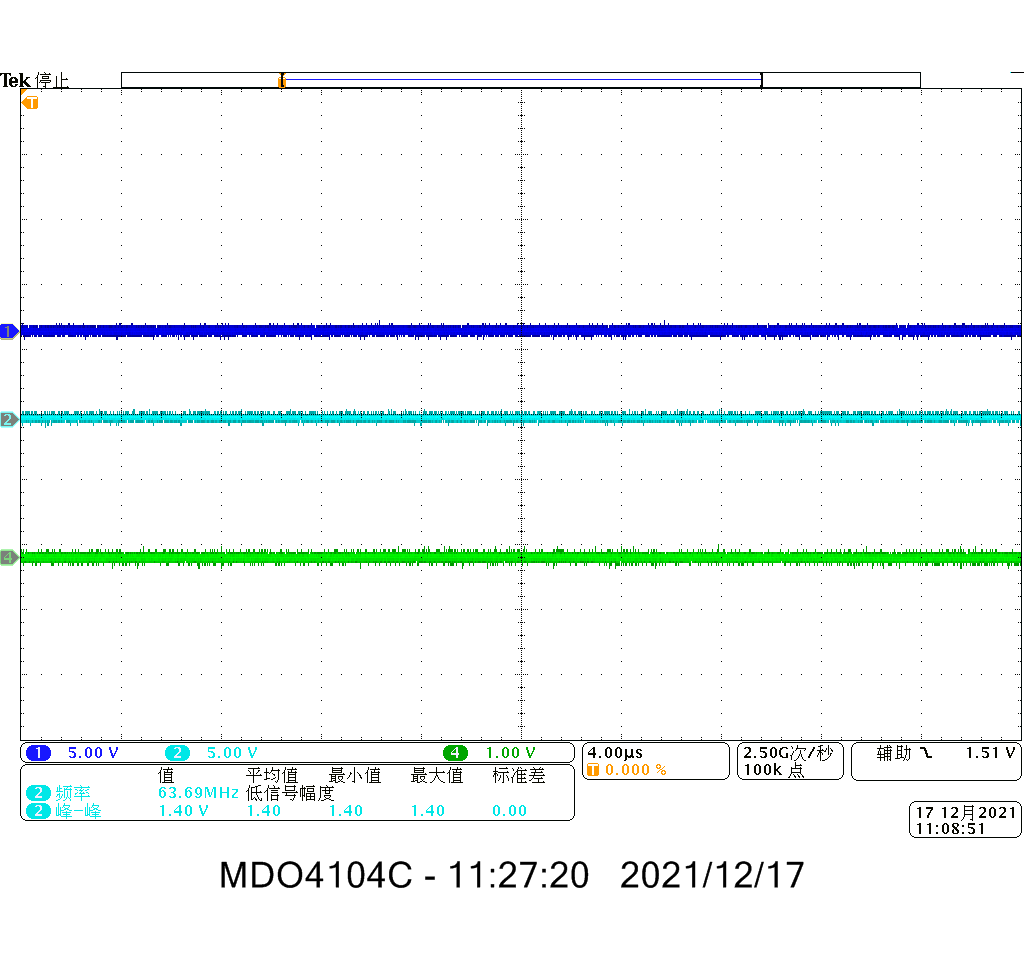 Tek 停止
T
1
2
4
1 5.00 V 2 5.00 V 4 1.00 V
4.00µs
T 0.000 %
2.50G次/秒
100k 点
辅助 1.51 V
值 平均值 最小值 最大值 标准差
2 频率 63.69MHz 低信号幅度
2 峰-峰 1.40 V 1.40 1.40 1.40 0.00
17 12月2021
11:08:51
MDO4104C - 11:27:20 2021/12/17